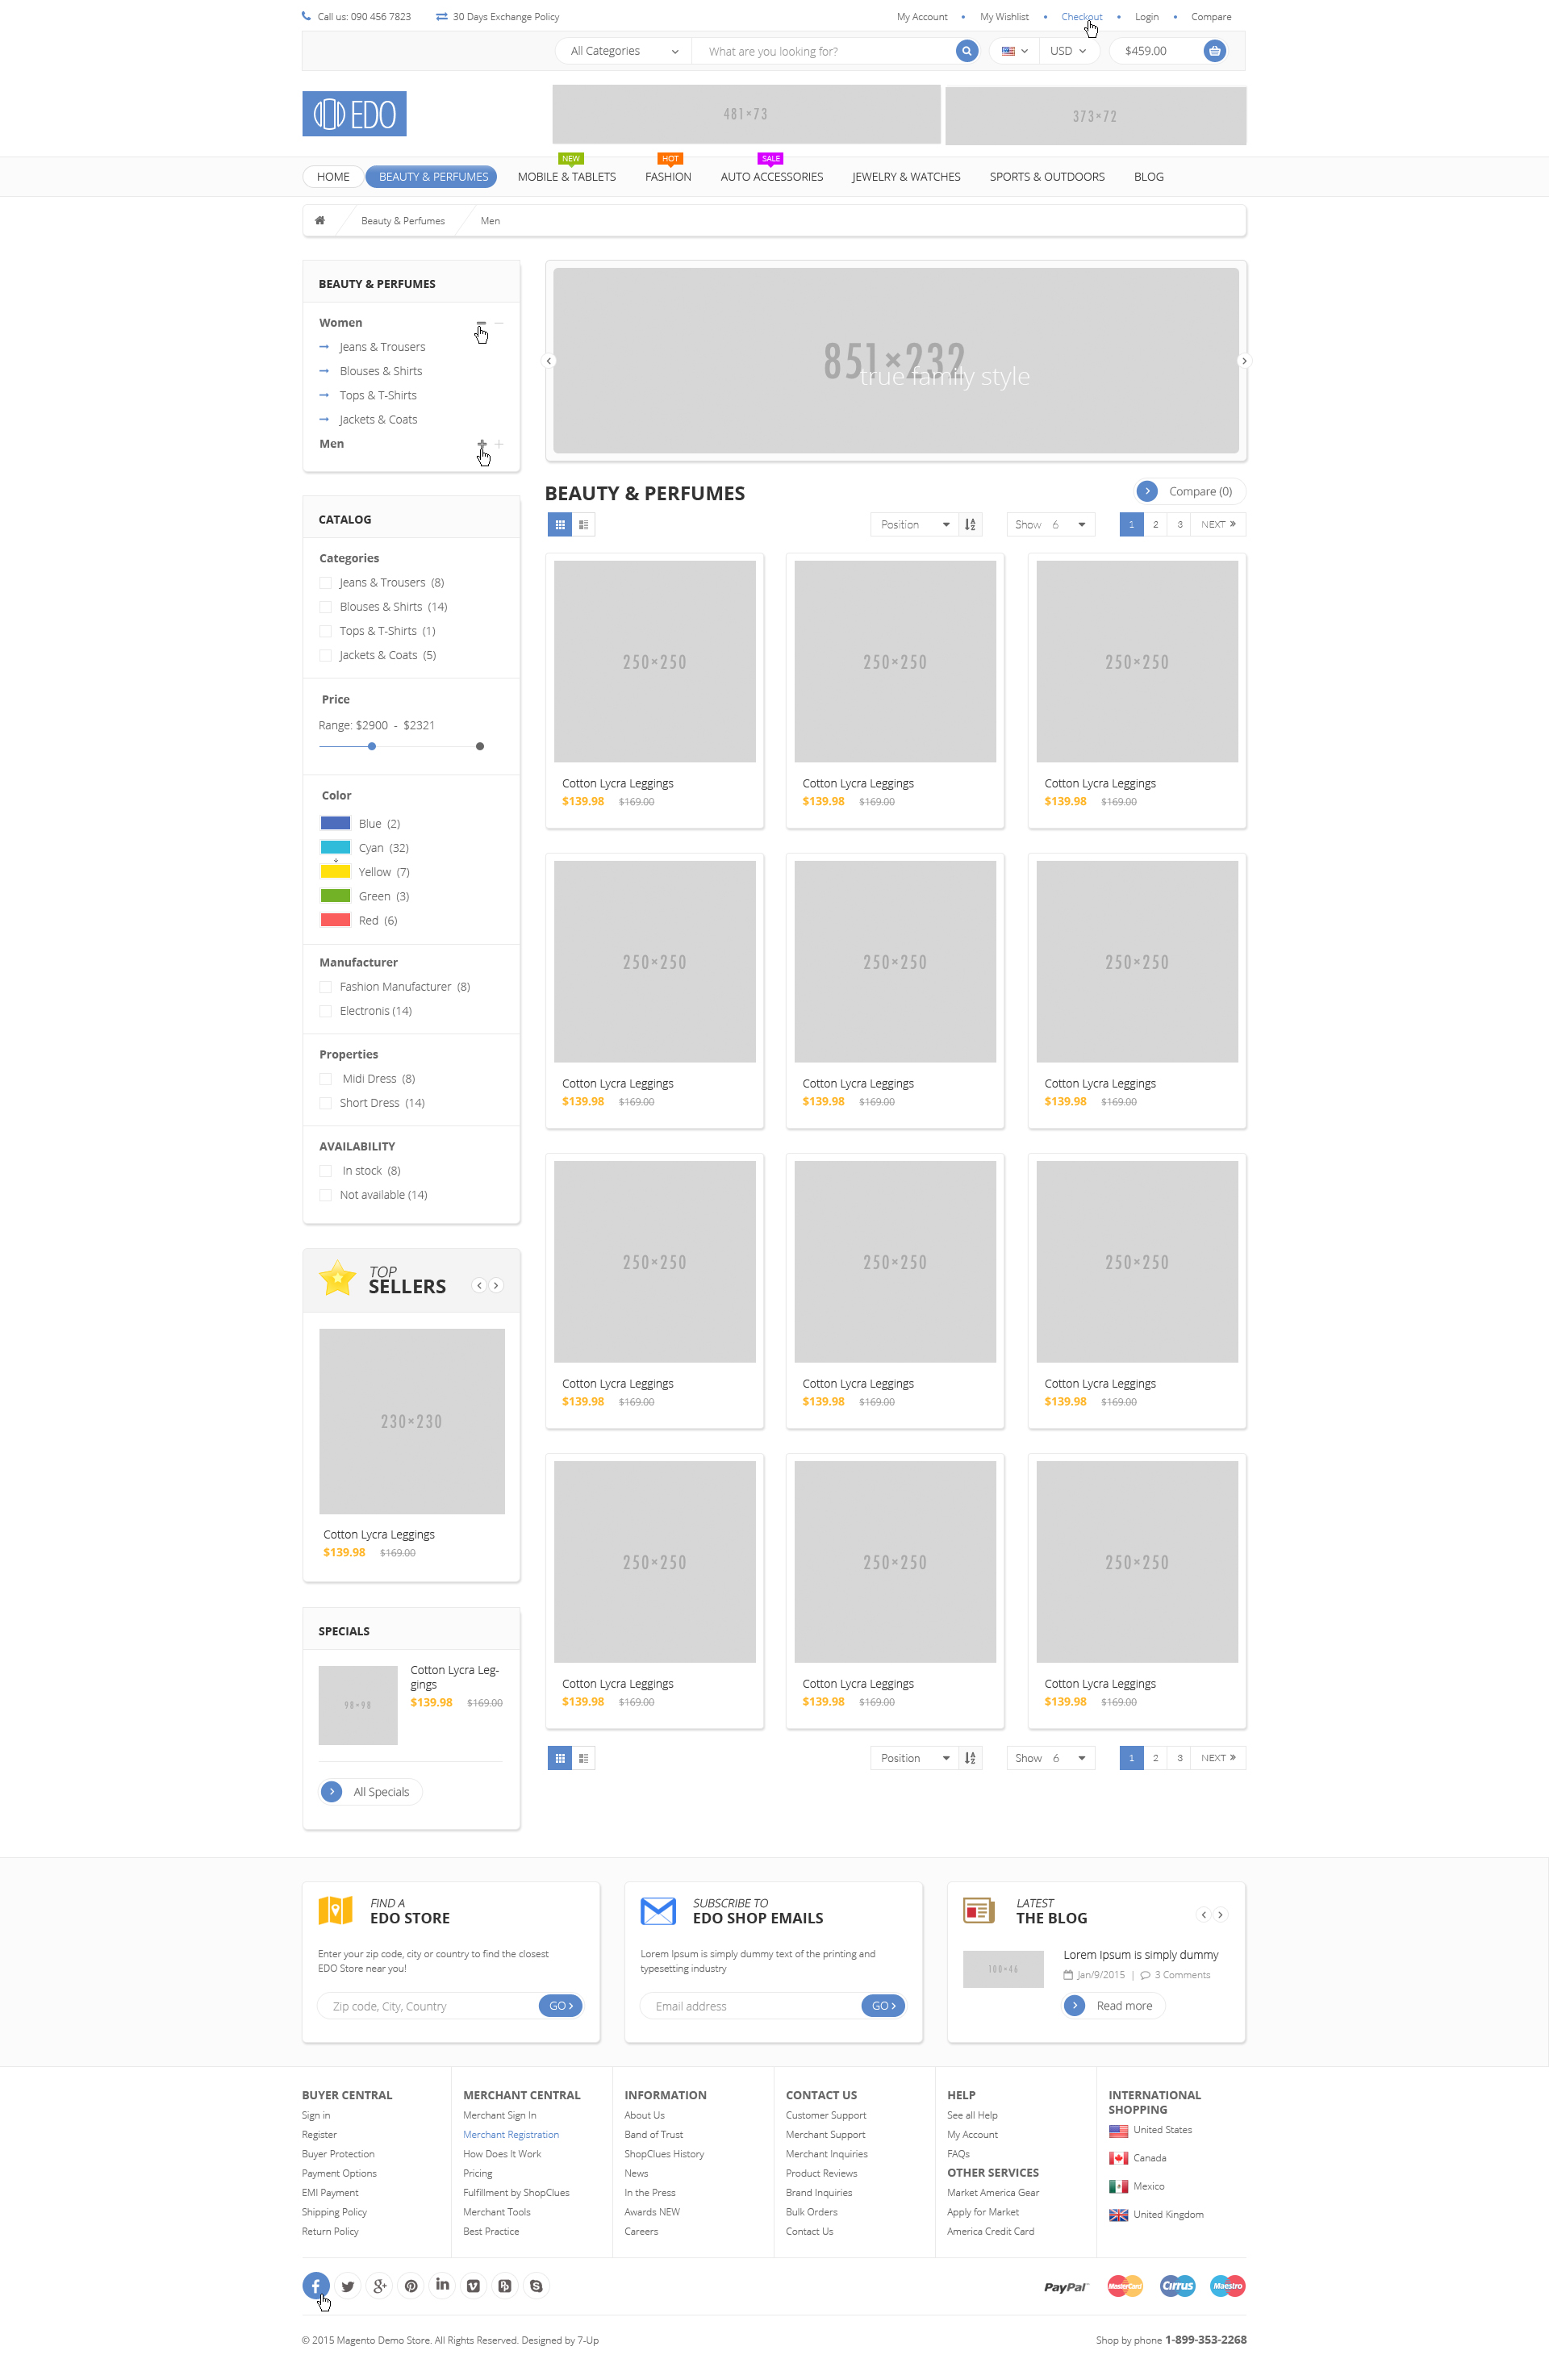 Call us: 090 456 7823 30 Days Exchange Policy My Account My Wishlist Checkout Login Compare
All Categories What are you looking for? USD $459.00
EDO 481×73 373×72
NEW HOT SALE
HOME BEAUTY & PERFUMES MOBILE & TABLETS FASHION AUTO ACCESSORIES JEWELRY & WATCHES SPORTS & OUTDOORS BLOG
Beauty & Perfumes Men
BEAUTY & PERFUMES
Women
Jeans & Trousers
Blouses & Shirts
Tops & T-Shirts
Jackets & Coats
Men
CATALOG
Categories
Jeans & Trousers (8)
Blouses & Shirts (14)
Tops & T-Shirts (1)
Jackets & Coats (5)
Price
Range: $2900 - $2321
Color
Blue (2)
Cyan (32)
Yellow (7)
Green (3)
Red (6)
Manufacturer
Fashion Manufacturer (8)
Electronis (14)
Properties
Midi Dress (8)
Short Dress (14)
AVAILABILITY
In stock (8)
Not available (14)
TOP
SELLERS
230×230
Cotton Lycra Leggings
$139.98 $169.00
SPECIALS
98×98
Cotton Lycra Leg-
gings
$139.98 $169.00
All Specials
851×232
true family style
BEAUTY & PERFUMES Compare (0)
Position Show 6 1 2 3 NEXT
250×250 250×250 250×250
Cotton Lycra Leggings Cotton Lycra Leggings Cotton Lycra Leggings
$139.98 $169.00 $139.98 $169.00 $139.98 $169.00
250×250 250×250 250×250
Cotton Lycra Leggings Cotton Lycra Leggings Cotton Lycra Leggings
$139.98 $169.00 $139.98 $169.00 $139.98 $169.00
250×250 250×250 250×250
Cotton Lycra Leggings Cotton Lycra Leggings Cotton Lycra Leggings
$139.98 $169.00 $139.98 $169.00 $139.98 $169.00
250×250 250×250 250×250
Cotton Lycra Leggings Cotton Lycra Leggings Cotton Lycra Leggings
$139.98 $169.00 $139.98 $169.00 $139.98 $169.00
Position Show 6 1 2 3 NEXT
FIND A
EDO STORE
Enter your zip code, city or country to find the closest
EDO Store near you!
Zip code, City, Country GO
SUBSCRIBE TO
EDO SHOP EMAILS
Lorem Ipsum is simply dummy text of the printing and
typesetting industry
Email address GO
LATEST
THE BLOG
100×46
Lorem Ipsum is simply dummy
Jan/9/2015 | 3 Comments
Read more
BUYER CENTRAL
Sign in
Register
Buyer Protection
Payment Options
EMI Payment
Shipping Policy
Return Policy
MERCHANT CENTRAL
Merchant Sign In
Merchant Registration
How Does It Work
Pricing
Fulfillment by ShopClues
Merchant Tools
Best Practice
INFORMATION
About Us
Band of Trust
ShopClues History
News
In the Press
Awards NEW
Careers
CONTACT US
Customer Support
Merchant Support
Merchant Inquiries
Product Reviews
Brand Inquiries
Bulk Orders
Contact Us
HELP
See all Help
My Account
FAQs
OTHER SERVICES
Market America Gear
Apply for Market
America Credit Card
INTERNATIONAL
SHOPPING
United States
Canada
Mexico
United Kingdom
PayPal MasterCard Cirrus Maestro
© 2015 Magento Demo Store. All Rights Reserved. Designed by 7-Up Shop by phone 1-899-353-2268